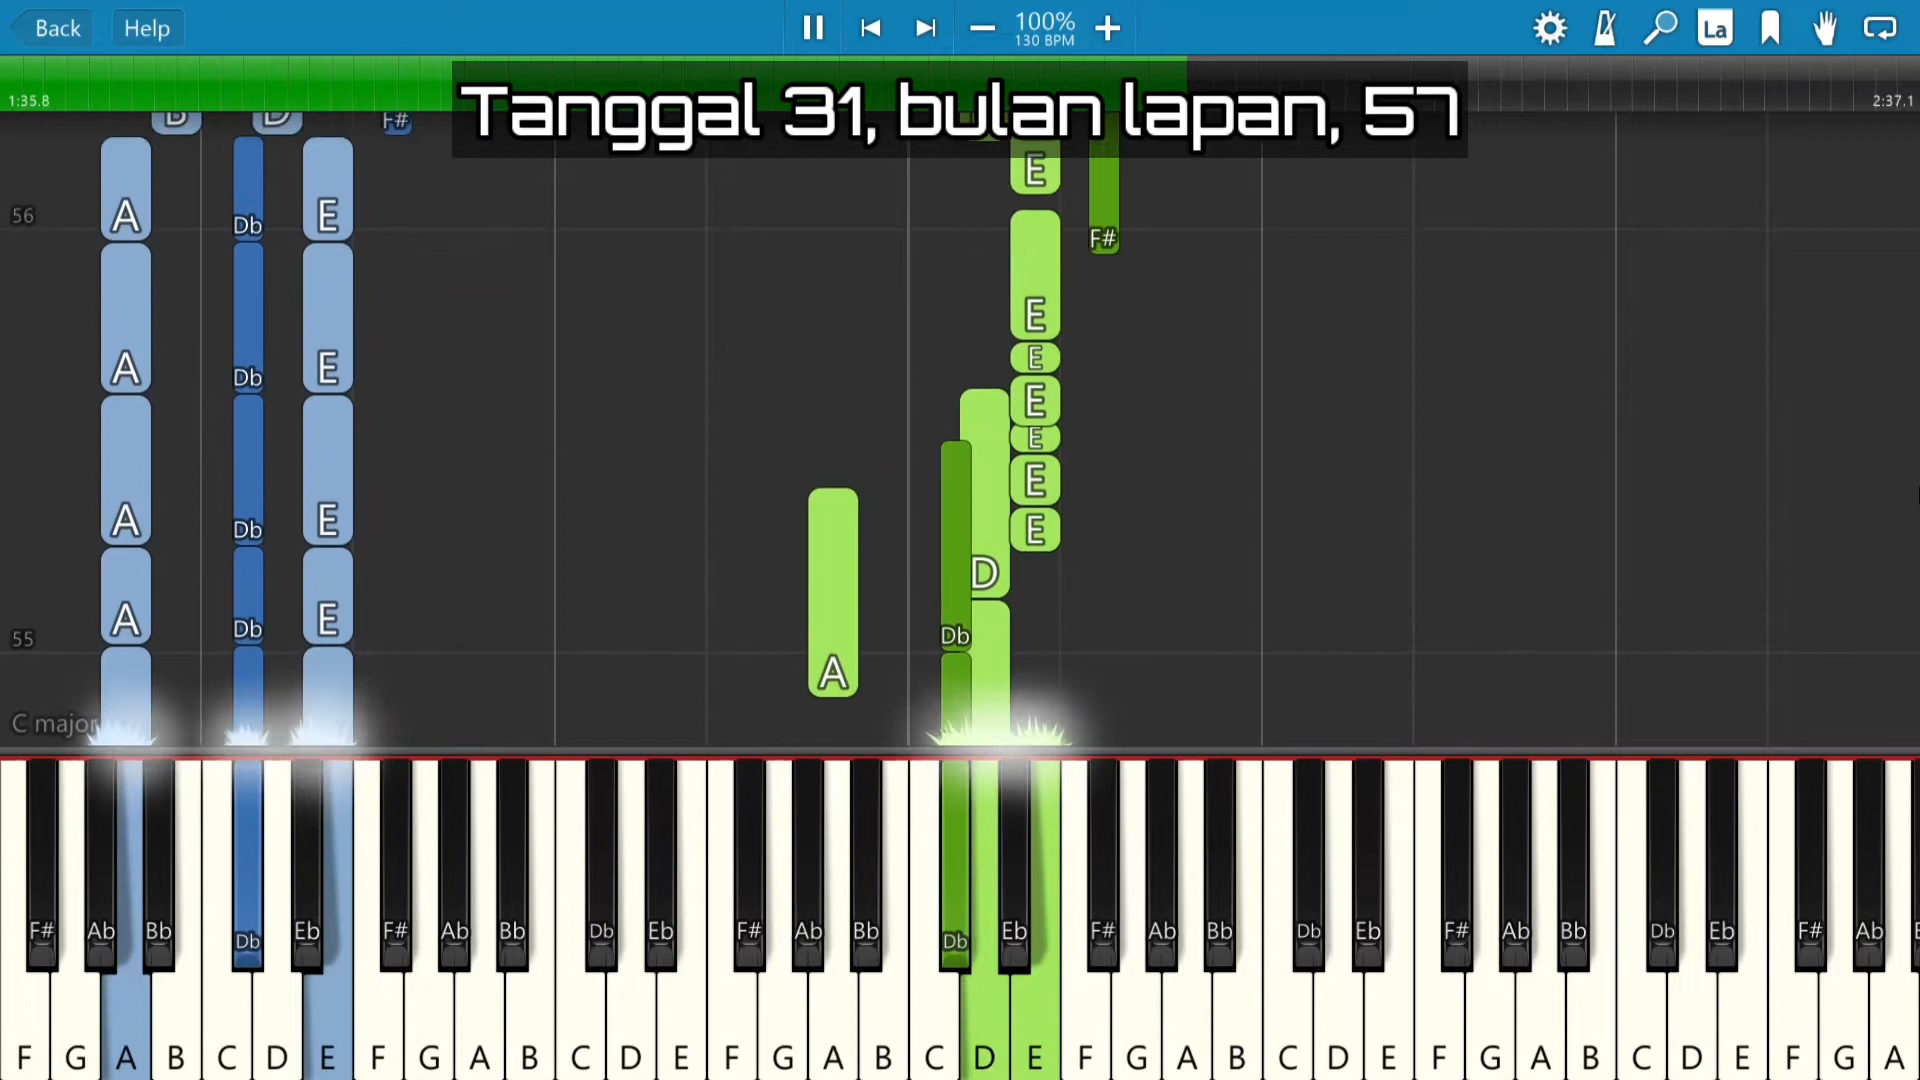 Back Help 100% La
130 BPM
Tanggal 31, bulan lapan, 57
1:35.8 2:37.1
B D F#
E
A Db E 56
F#
E
E
A Db E
E
E
E
A Db E E
D
A Db E 55 Db
A
C major
F# Ab Bb Db Eb F# Ab Bb Db Eb F# Ab Bb Db Eb F# Ab Bb Db Eb F# Ab Bb Db Eb F# Ab
F G A B C D E F G A B C D E F G A B C D E F G A B C D E F G A B C D E F G A